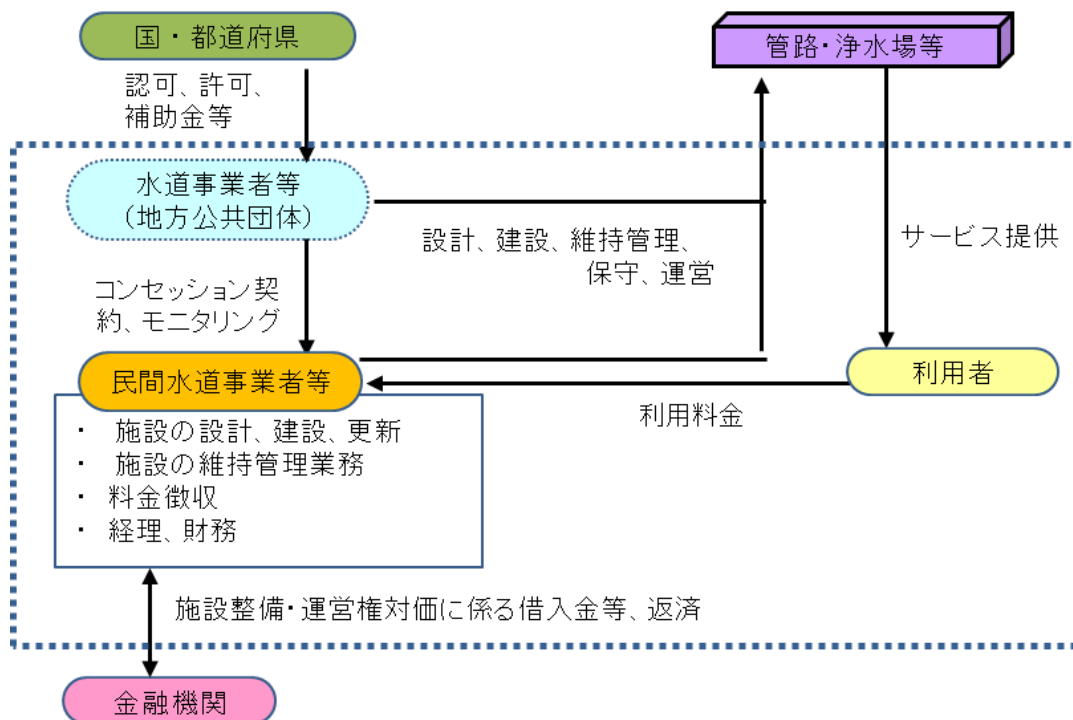 国・都道府県
管路・浄水場等
認可、許可、
補助金等
水道事業者等
(地方公共団体)
設計、建設、維持管理、
保守、運営
サービス提供
コンセッション契
約、モニタリング
民間水道事業者等
利用者
利用料金
・ 施設の設計、建設、更新
・ 施設の維持管理業務
・ 料金徴収
・ 経理、財務
施設整備・運営権対価に係る借入金等、返済
金融機関